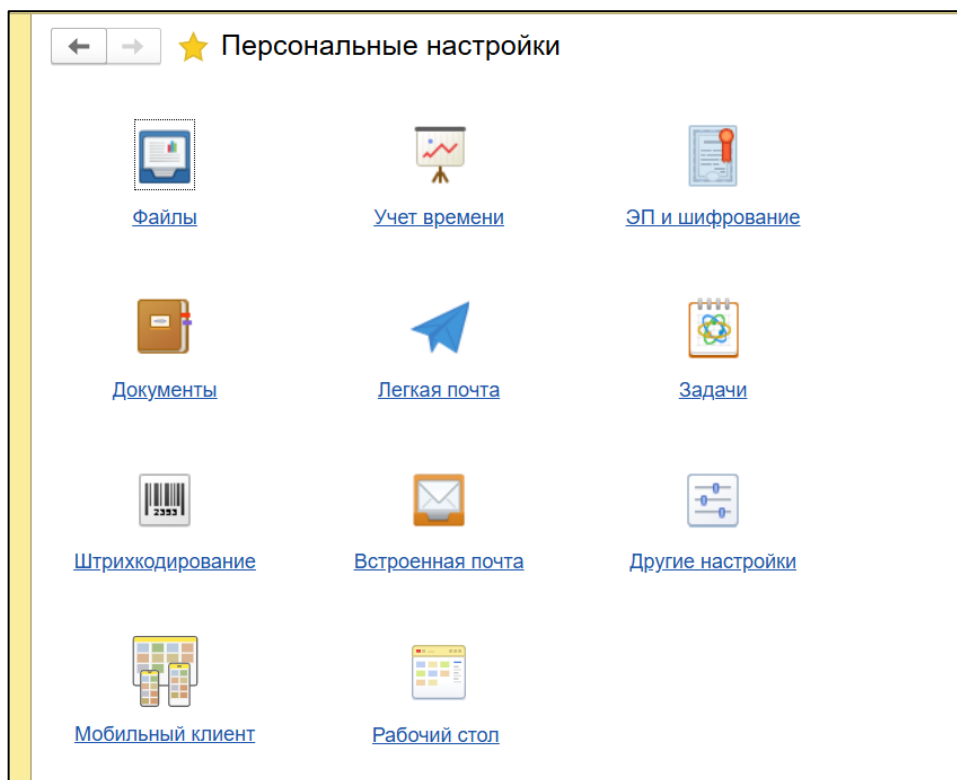 Персональные настройки
Файлы
Учет времени
ЭП и шифрование
Документы
Легкая почта
Задачи
2393
Штрихкодирование
Встроенная почта
Другие настройки
Мобильный клиент
Рабочий стол